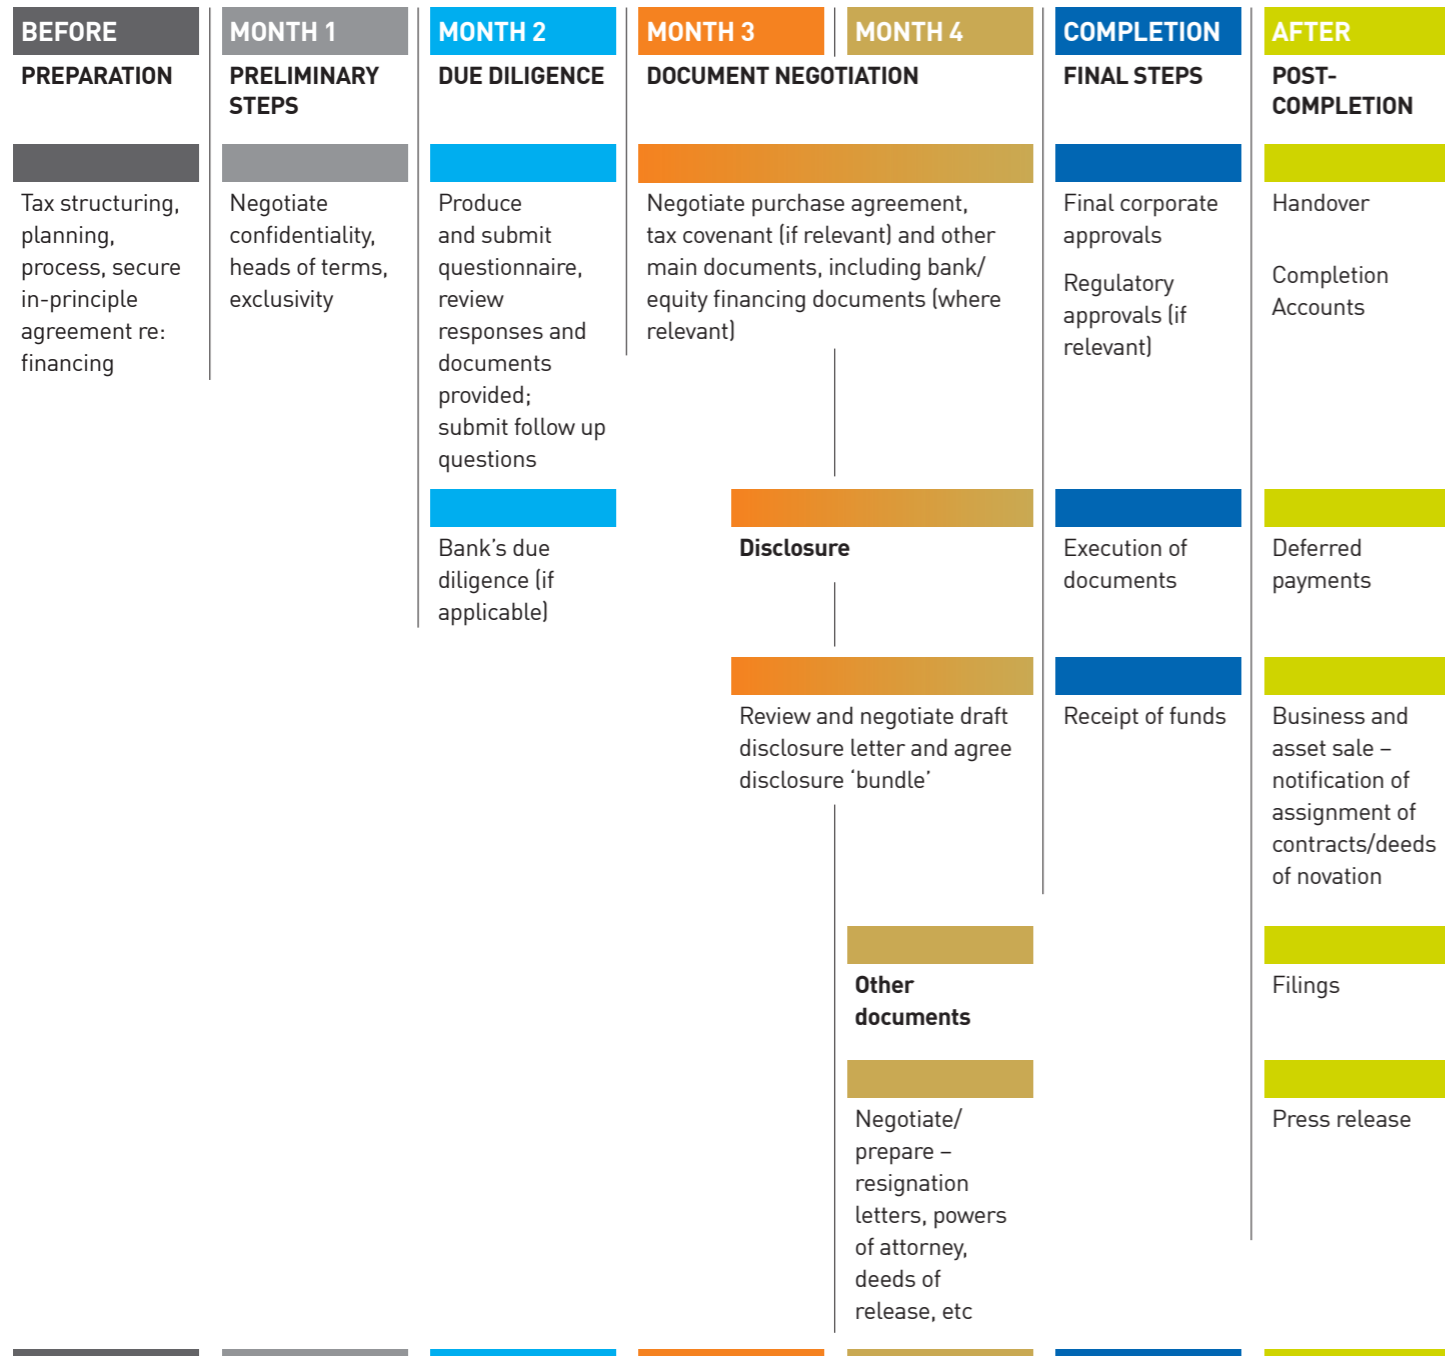 BEFORE
PREPARATION
Tax structuring,
planning,
process, secure
in-principle
agreement re:
financing
MONTH 1
PRELIMINARY
STEPS
Negotiate
confidentiality,
heads of terms,
exclusivity
MONTH 2
DUE DILIGENCE
Produce
and submit
questionnaire,
review
responses and
documents
provided;
submit follow up
questions
Bank’s due
diligence (if
applicable)
MONTH 3
MONTH 4
DOCUMENT NEGOTIATION
Negotiate purchase agreement,
tax covenant (if relevant) and other
main documents, including bank/
equity financing documents (where
relevant)
Disclosure
Review and negotiate draft
disclosure letter and agree
disclosure ‘bundle’
Other
documents
Negotiate/
prepare –
resignation
letters, powers
of attorney,
deeds of
release, etc
COMPLETION
FINAL STEPS
Final corporate
approvals
Regulatory
approvals (if
relevant)
Execution of
documents
Receipt of funds
AFTER
POST-
COMPLETION
Handover
Completion
Accounts
Deferred
payments
Business and
asset sale –
notification of
assignment of
contracts/deeds
of novation
Filings
Press release